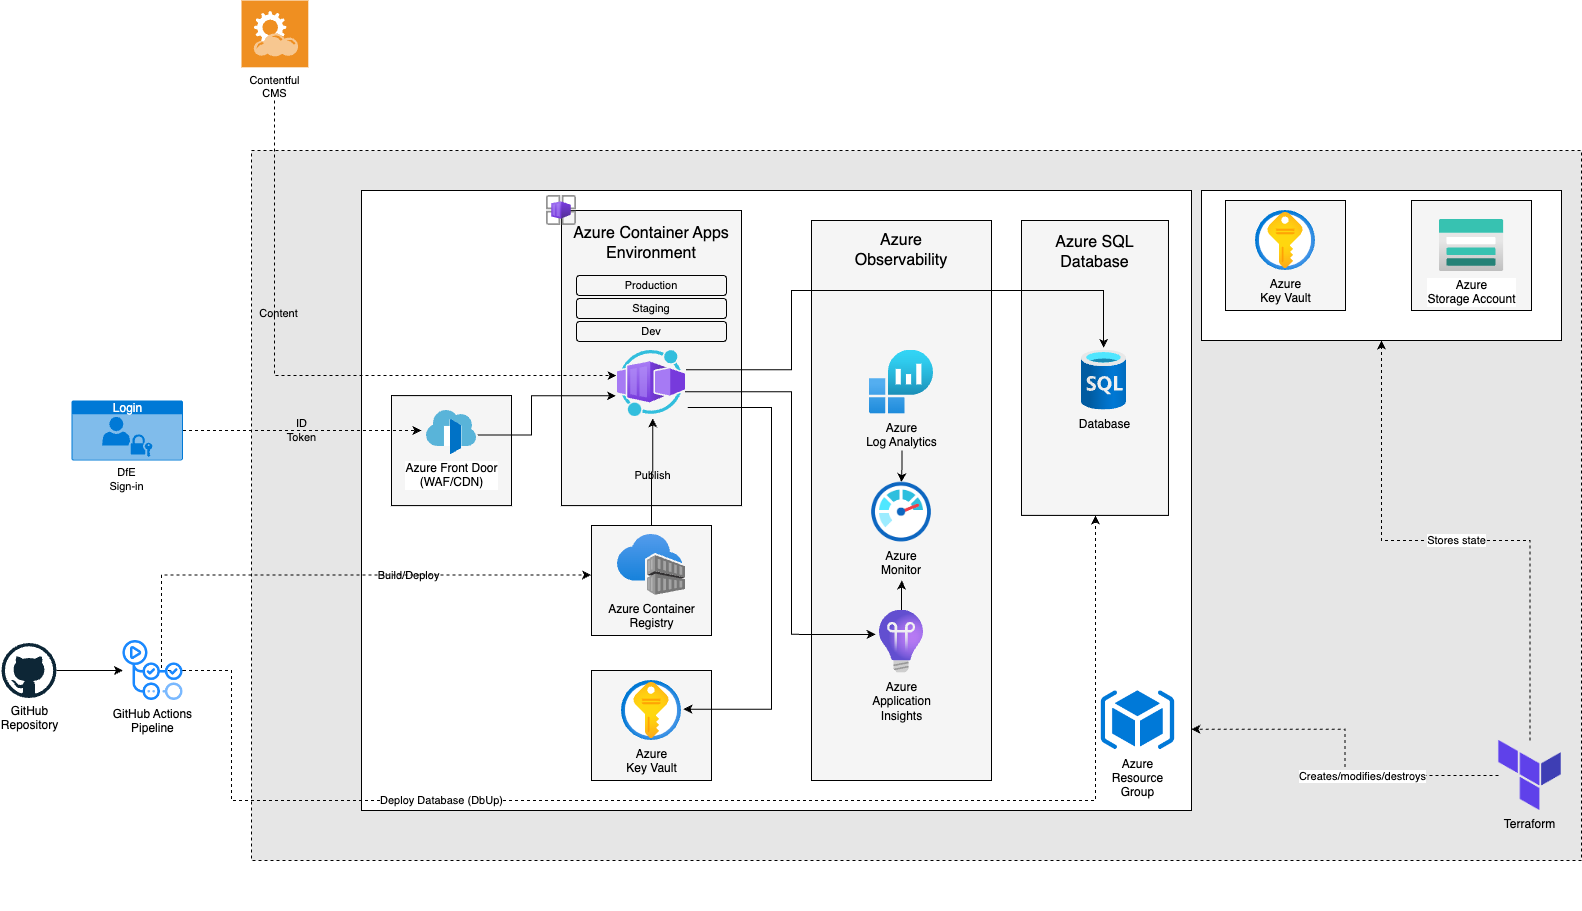 Contentful
CMS
Azure Container Apps
Environment
Production
Staging
Dev
Azure
Observability
Azure SQL
Database
Azure
Key Vault
Azure
Storage Account
Content
Login
DfE
Sign-in
ID
Token
Azure Front Door
(WAF/CDN)
Publish
Azure
Log Analytics
SQL
Database
Azure
Monitor
Stores state
Build/Deploy
Azure Container
Registry
GitHub
Repository
GitHub Actions
Pipeline
Azure
Application
Insights
Azure
Key Vault
Azure
Resource
Group
Creates/modifies/destroys
Deploy Database (DbUp)
Terraform